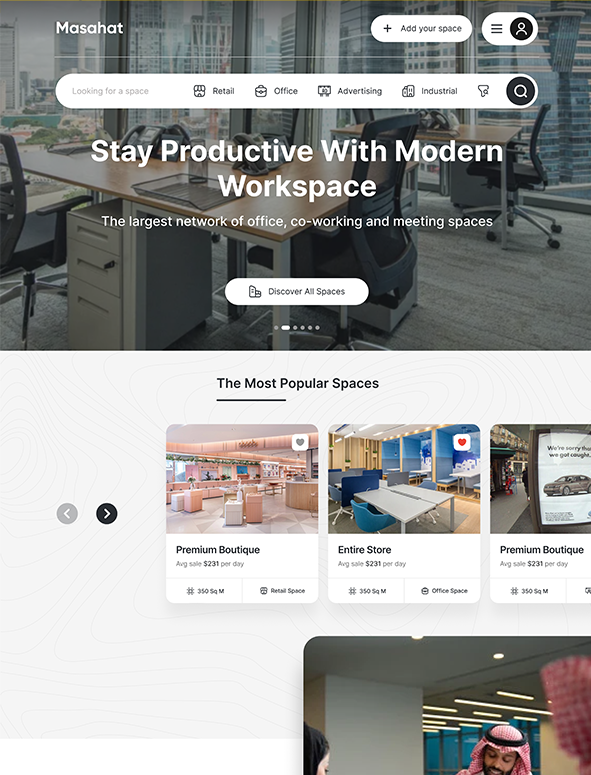 Masahat
Add your space
Looking for a space
Retail
Office
Advertising
Industrial
Stay Productive With Modern
Workspace
The largest network of office, co-working and meeting spaces
Discover All Spaces
The Most Popular Spaces
We're sorry tha
we got caught.
Premium Boutique
Avg sale $231 per day
350 Sq M
Retail Space
Entire Store
Avg sale $231 per day
350 Sq M
Office Space
Premium Boutique
Avg sale $231 per day
350 Sq M